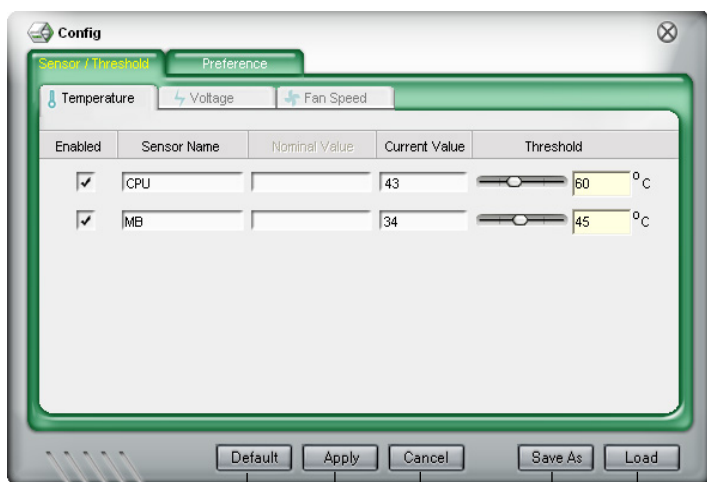 Config
Sensor / Threshold Preference
Temperature Voltage Fan Speed
Enabled Sensor Name Nominal Value Current Value Threshold
CPU 43 60 °C
MB 34 45 °C
Default Apply Cancel Save As Load